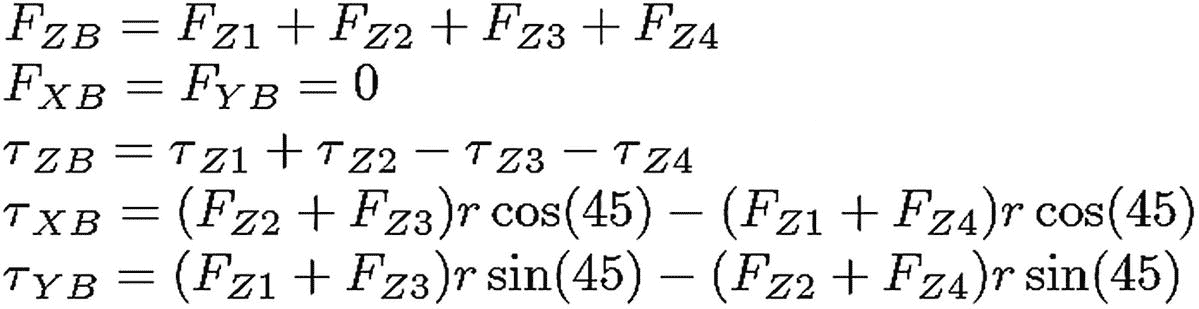 F_{ZB} = F_{Z1} + F_{Z2} + F_{Z3} + F_{Z4}
F_{XB} = F_{YB} = 0
τ_{ZB} = τ_{Z1} + τ_{Z2} − τ_{Z3} − τ_{Z4}
τ_{XB} = (F_{Z2} + F_{Z3})r cos(45) − (F_{Z1} + F_{Z4})r cos(45)
τ_{YB} = (F_{Z1} + F_{Z3})r sin(45) − (F_{Z2} + F_{Z4})r sin(45)